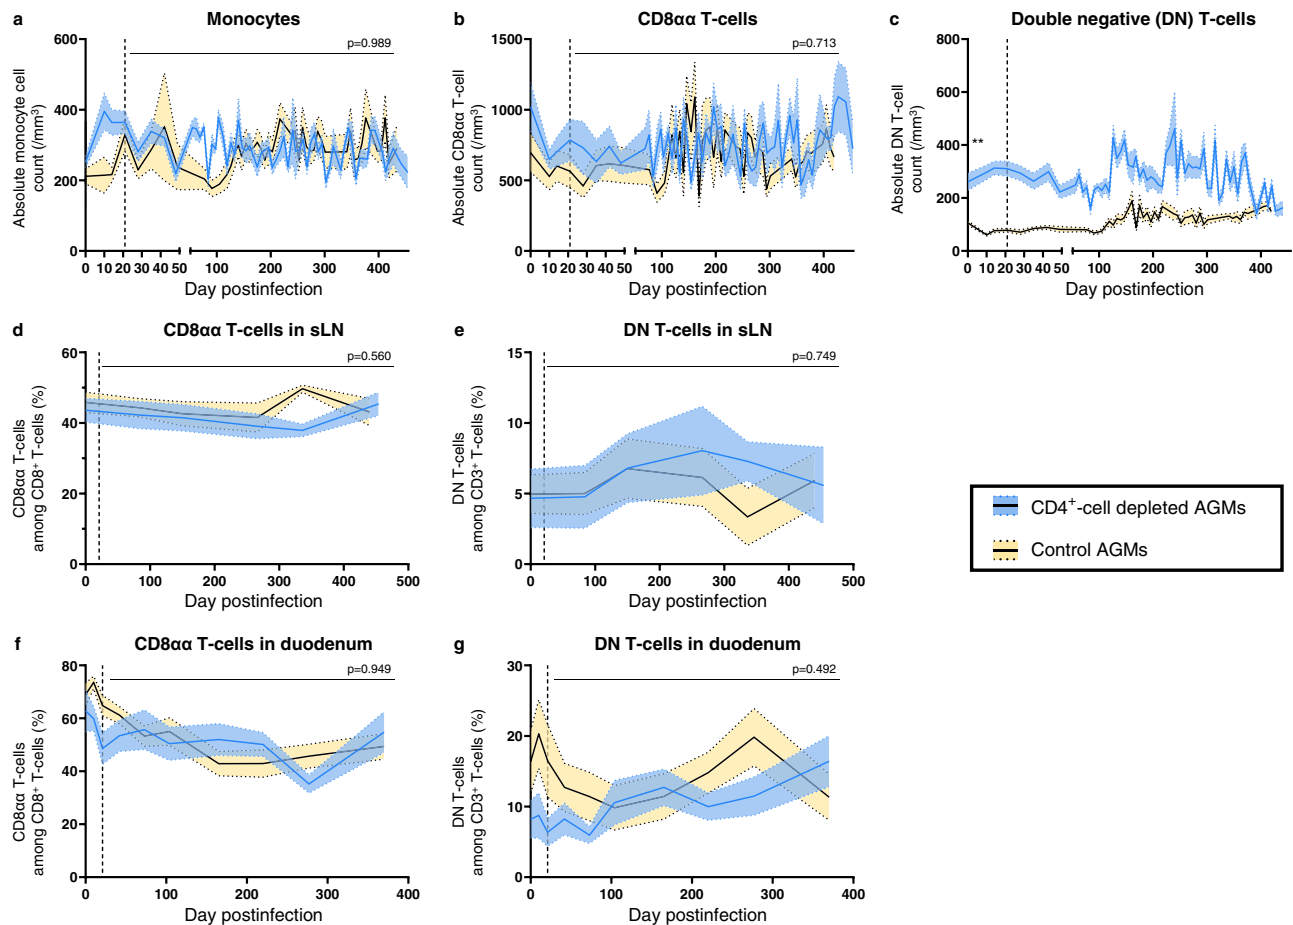 a
Monocytes
p=0.989
Absolute monocyte cell
count (/mm³)
600
400
200
0
0 10 20 30 40 50 100 200 300 400
Day postinfection
b
CD8αα T-cells
p=0.713
Absolute CD8αα T-cell
count (/mm³)
1500
1000
500
0
0 10 20 30 40 50 100 200 300 400
Day postinfection
c
Double negative (DN) T-cells
**
Absolute DN T-cell
count (/mm³)
800
600
400
200
0
0 10 20 30 40 50 100 200 300 400
Day postinfection
d
CD8αα T-cells in sLN
p=0.560
CD8αα T-cells
among CD8⁺ T-cells (%)
60
40
20
0
0 100 200 300 400 500
Day postinfection
e
DN T-cells in sLN
p=0.749
DN T-cells
among CD3⁺ T-cells (%)
15
10
5
0
0 100 200 300 400 500
Day postinfection
CD4⁺-cell depleted AGMs
Control AGMs
f
CD8αα T-cells in duodenum
p=0.949
CD8αα T-cells
among CD8⁺ T-cells (%)
80
60
40
20
0
0 100 200 300 400
Day postinfection
g
DN T-cells in duodenum
p=0.492
DN T-cells
among CD3⁺ T-cells (%)
30
20
10
0
0 100 200 300 400
Day postinfection